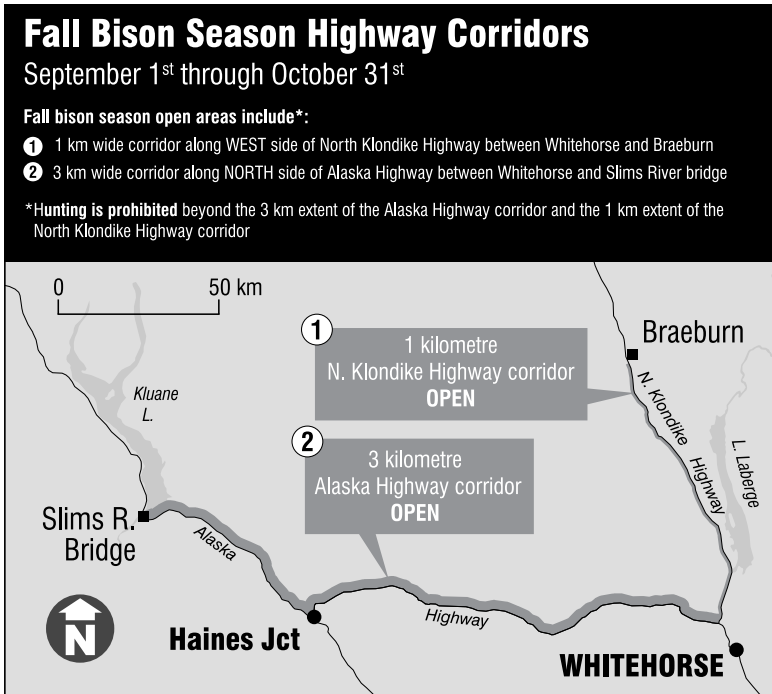 Fall Bison Season Highway Corridors
September 1st through October 31st
Fall bison season open areas include*:
1 1 km wide corridor along WEST side of North Klondike Highway between Whitehorse and Braeburn
2 3 km wide corridor along NORTH side of Alaska Highway between Whitehorse and Slims River bridge
*Hunting is prohibited beyond the 3 km extent of the Alaska Highway corridor and the 1 km extent of the
North Klondike Highway corridor
0 50 km
1
1 kilometre
N. Klondike Highway corridor
OPEN
Braeburn
N. Klondike Highway
L. Laberge
Kluane
L.
2
3 kilometre
Alaska Highway corridor
OPEN
Slims R.
Bridge
Alaska
Highway
Haines Jct
WHITEHORSE
N